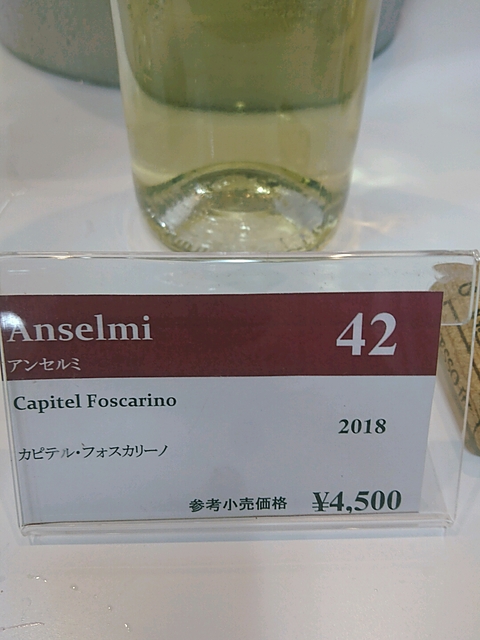 Anselmi
42
アンセルミ
Capitel Foscarino
2018
カピテル・フォスカリーノ
参考小売価格 ¥4,500